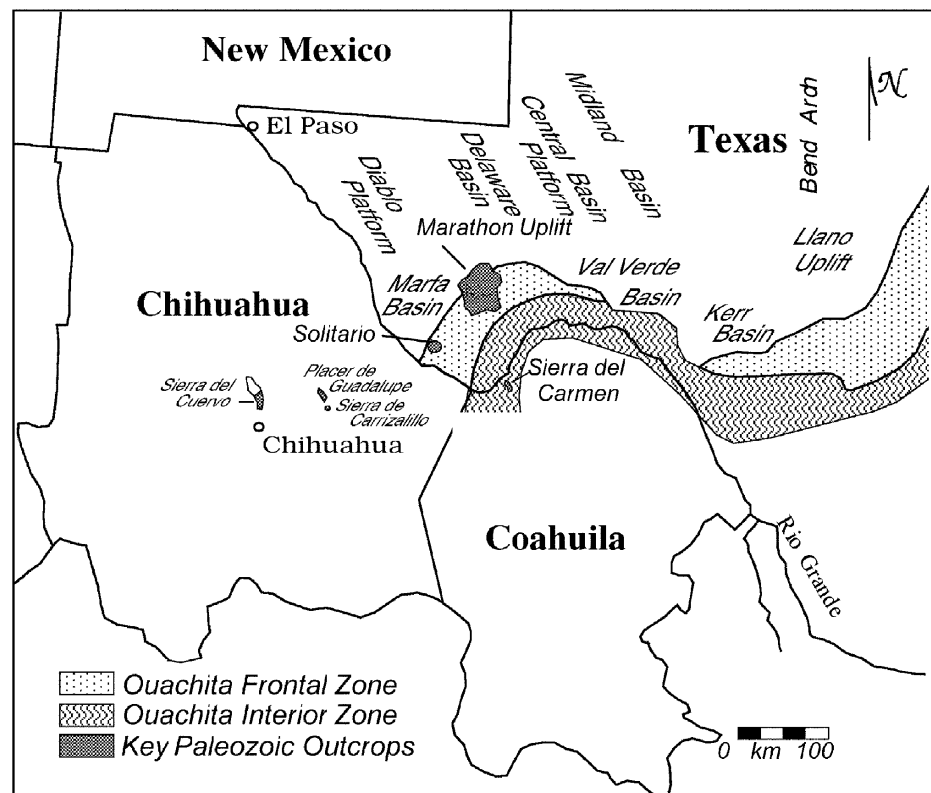 New Mexico
El Paso
Texas
N
Midland
Basin
Central Basin
Platform
Delaware
Basin
Diablo
Platform
Bend Arch
Marathon Uplift
Llano
Uplift
Val Verde
Basin
Marfa
Basin
Kerr
Basin
Chihuahua
Solitario
Sierra del
Carmen
Sierra del
Cuervo
Placer de
Guadalupe
Sierra de
Carrizalillo
Chihuahua
Coahuila
Rio Grande
Ouachita Frontal Zone
Ouachita Interior Zone
Key Paleozoic Outcrops
0 km 100